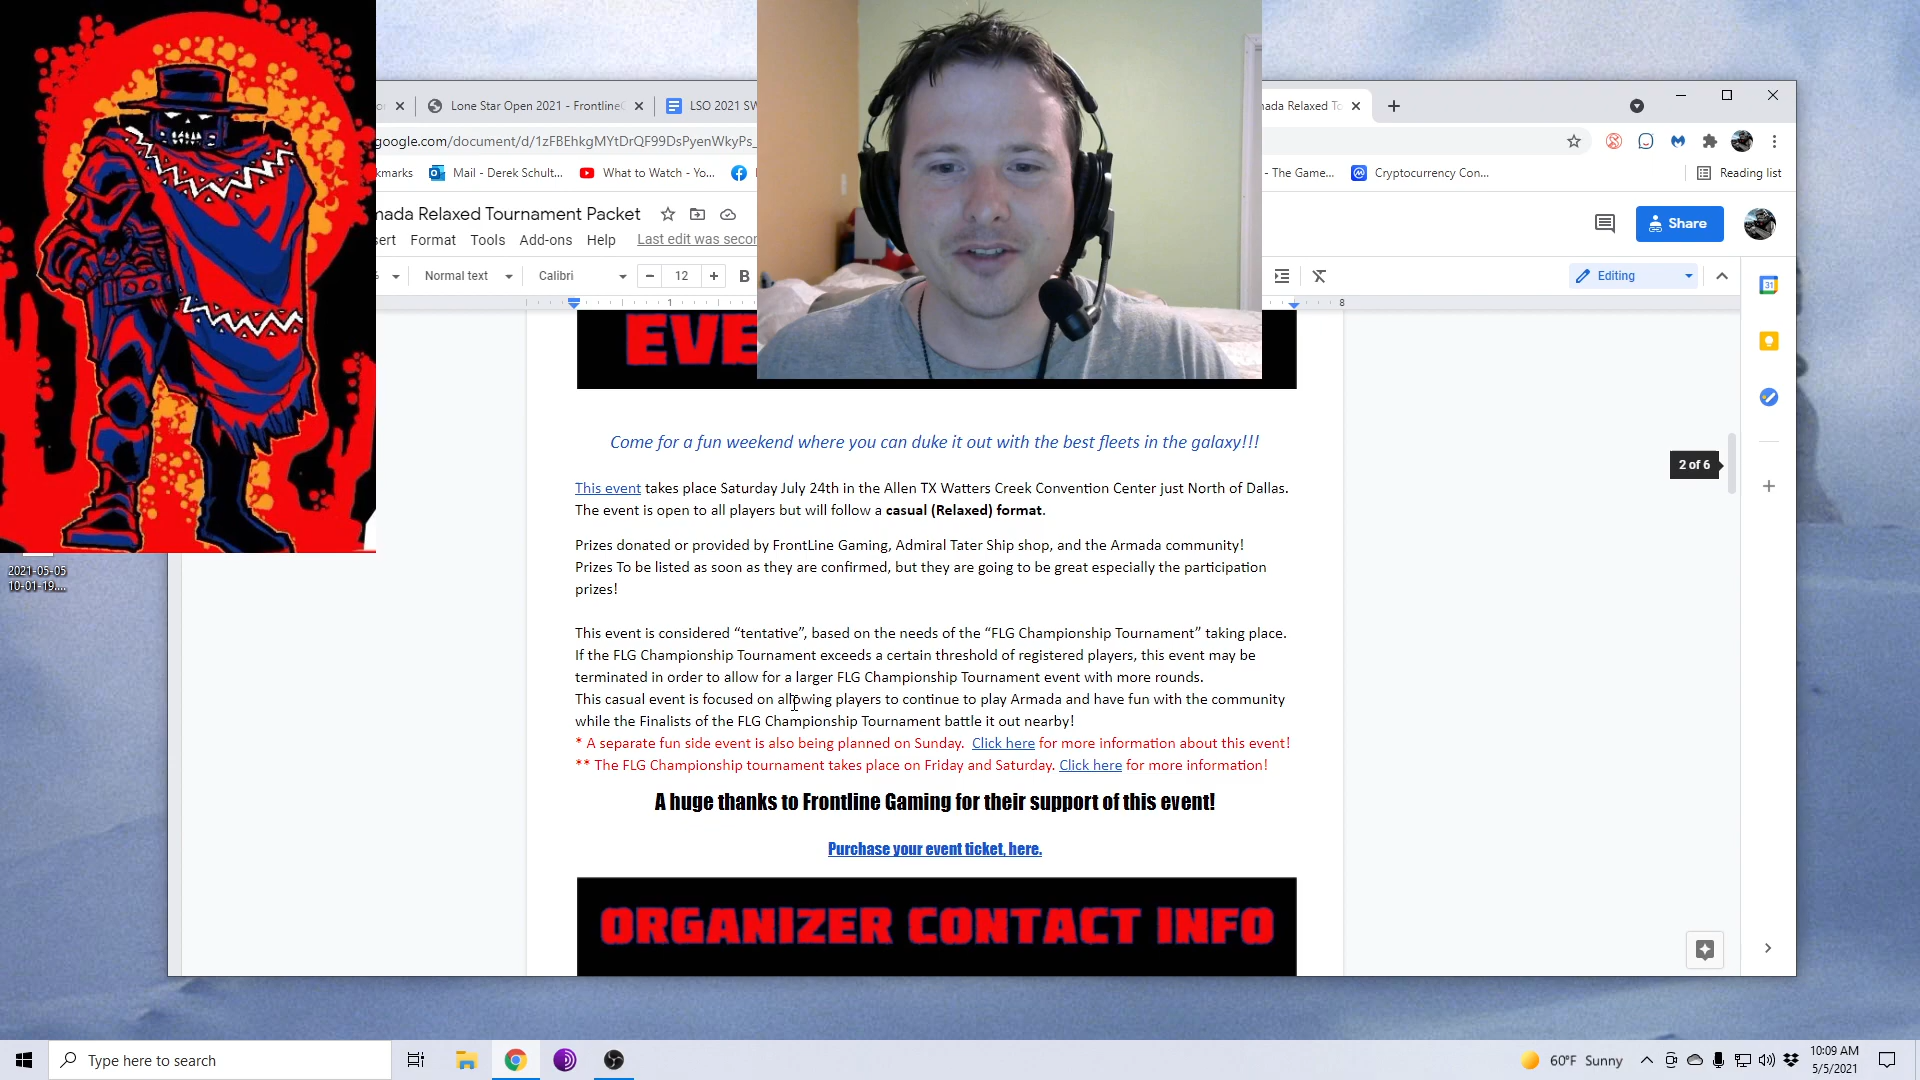 Lone Star Open 2021 - Frontline
LSO 2021 SW
mada Relaxed To
google.com/document/d/1zFBEhkgMYtDrQF99DsPyenWkyPs_
kmarks
Mail - Derek Schult...
What to Watch - Yo...
- The Game...
Cryptocurrency Con...
Reading list
mada Relaxed Tournament Packet
Share
sert
Format
Tools
Add-ons
Help
Last edit was secon
%
Normal text
Calibri
12
B
Editing
31
1
8
EVE
2 of 6
Come for a fun weekend where you can duke it out with the best fleets in the galaxy!!!
This event takes place Saturday July 24th in the Allen TX Watters Creek Convention Center just North of Dallas.
The event is open to all players but will follow a casual (Relaxed) format.
Prizes donated or provided by FrontLine Gaming, Admiral Tater Ship shop, and the Armada community!
Prizes To be listed as soon as they are confirmed, but they are going to be great especially the participation
prizes!
This event is considered “tentative”, based on the needs of the “FLG Championship Tournament” taking place.
If the FLG Championship Tournament exceeds a certain threshold of registered players, this event may be
terminated in order to allow for a larger FLG Championship Tournament event with more rounds.
This casual event is focused on allowing players to continue to play Armada and have fun with the community
while the Finalists of the FLG Championship Tournament battle it out nearby!
* A separate fun side event is also being planned on Sunday. Click here for more information about this event!
** The FLG Championship tournament takes place on Friday and Saturday. Click here for more information!
A huge thanks to Frontline Gaming for their support of this event!
Purchase your event ticket, here.
ORGANIZER CONTACT INFO
2021-05-05
10-01-19....
Type here to search
60°F Sunny
10:09 AM
5/5/2021